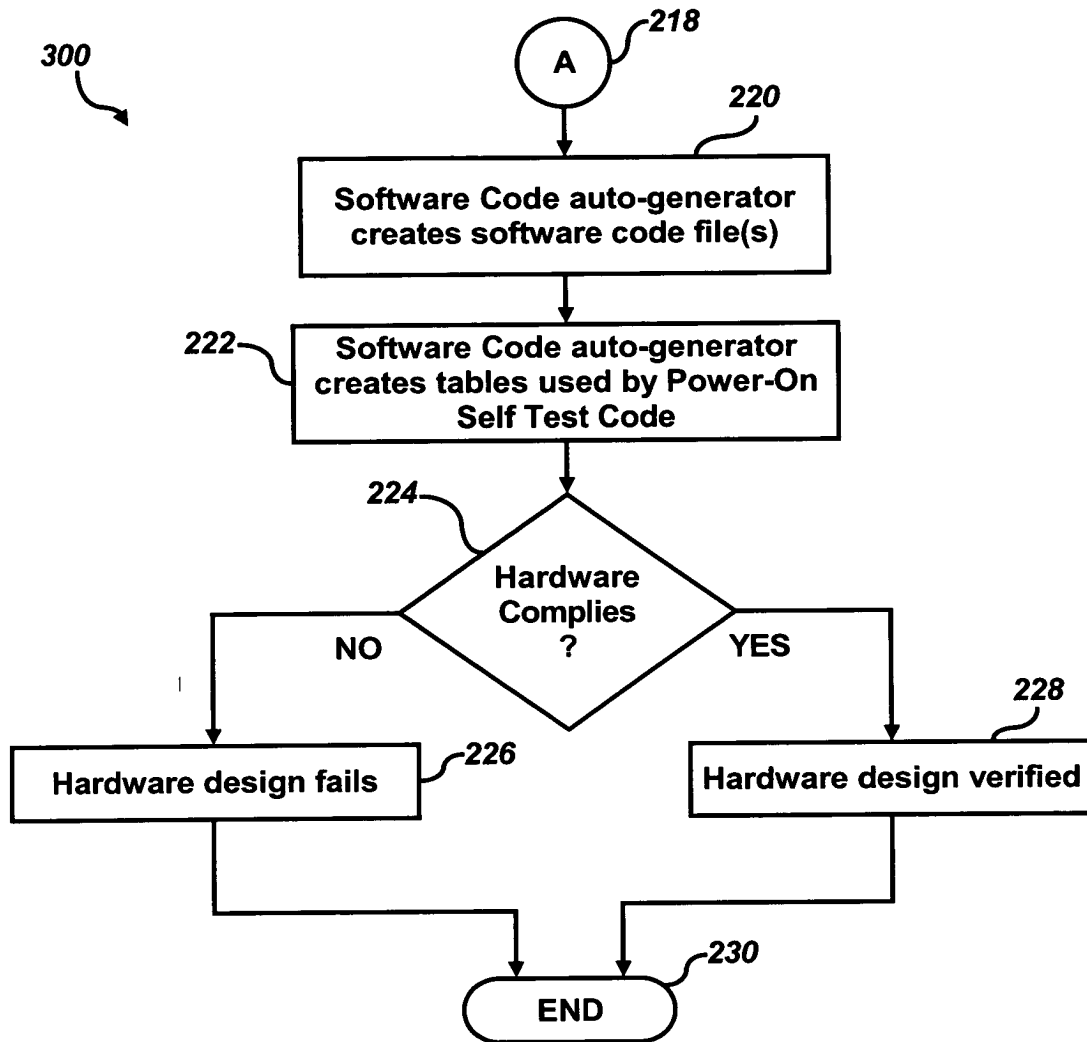 218
300
A
220
Software Code auto-generator
creates software code file(s)
222
Software Code auto-generator
creates tables used by Power-On
Self Test Code
224
Hardware
Complies
?
NO
YES
228
226
Hardware design fails
Hardware design verified
230
END